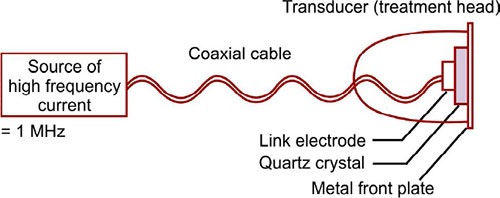 Transducer (treatment head)
Coaxial cable
Source of
high frequency
current
= 1 MHz
Link electrode
Quartz crystal
Metal front plate